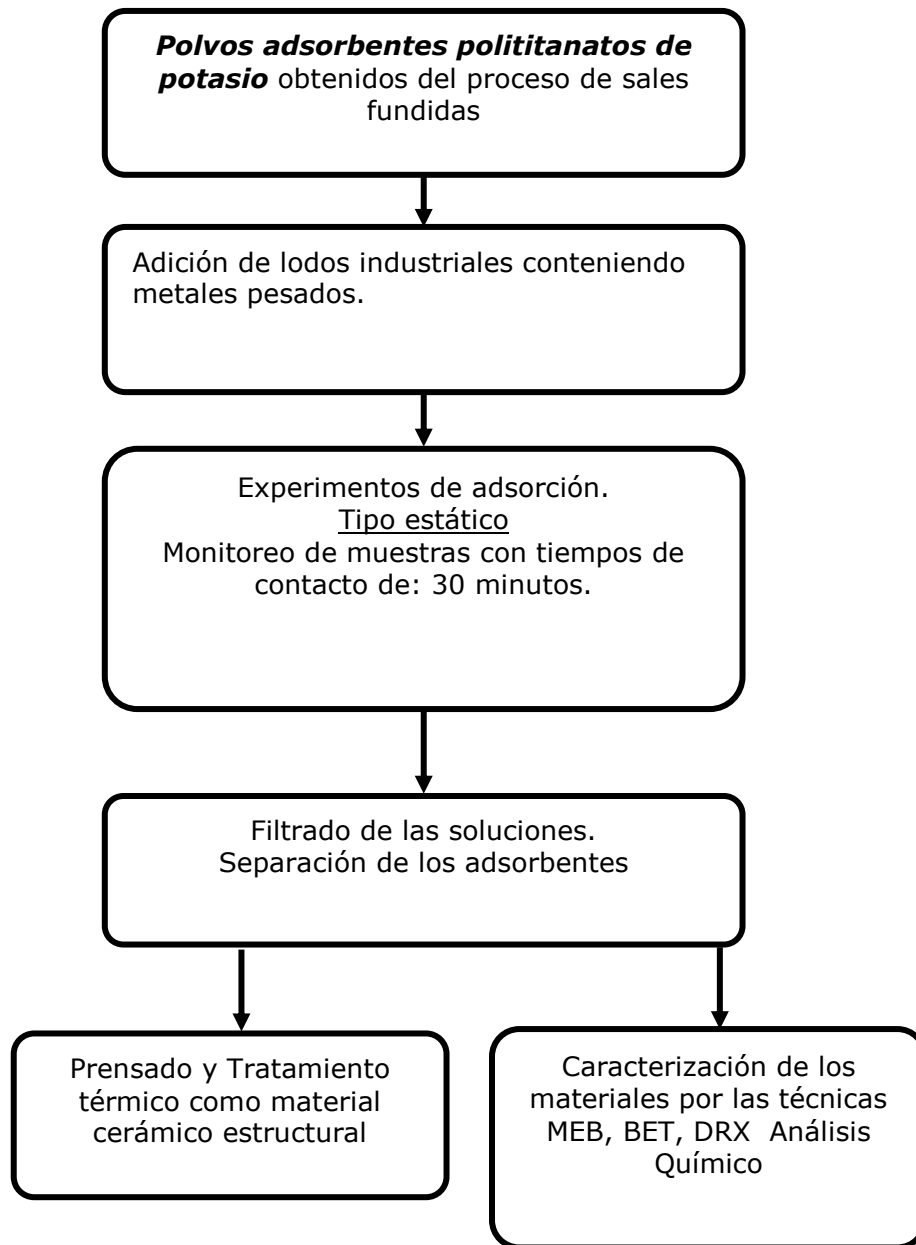 Polvos adsorbentes polititanatos de
potasio obtenidos del proceso de sales
fundidas
Adición de lodos industriales conteniendo
metales pesados.
Experimentos de adsorción.
Tipo estático
Monitoreo de muestras con tiempos de
contacto de: 30 minutos.
Filtrado de las soluciones.
Separación de los adsorbentes
Prensado y Tratamiento
térmico como material
cerámico estructural
Caracterización de los
materiales por las técnicas
MEB, BET, DRX  Análisis
Químico